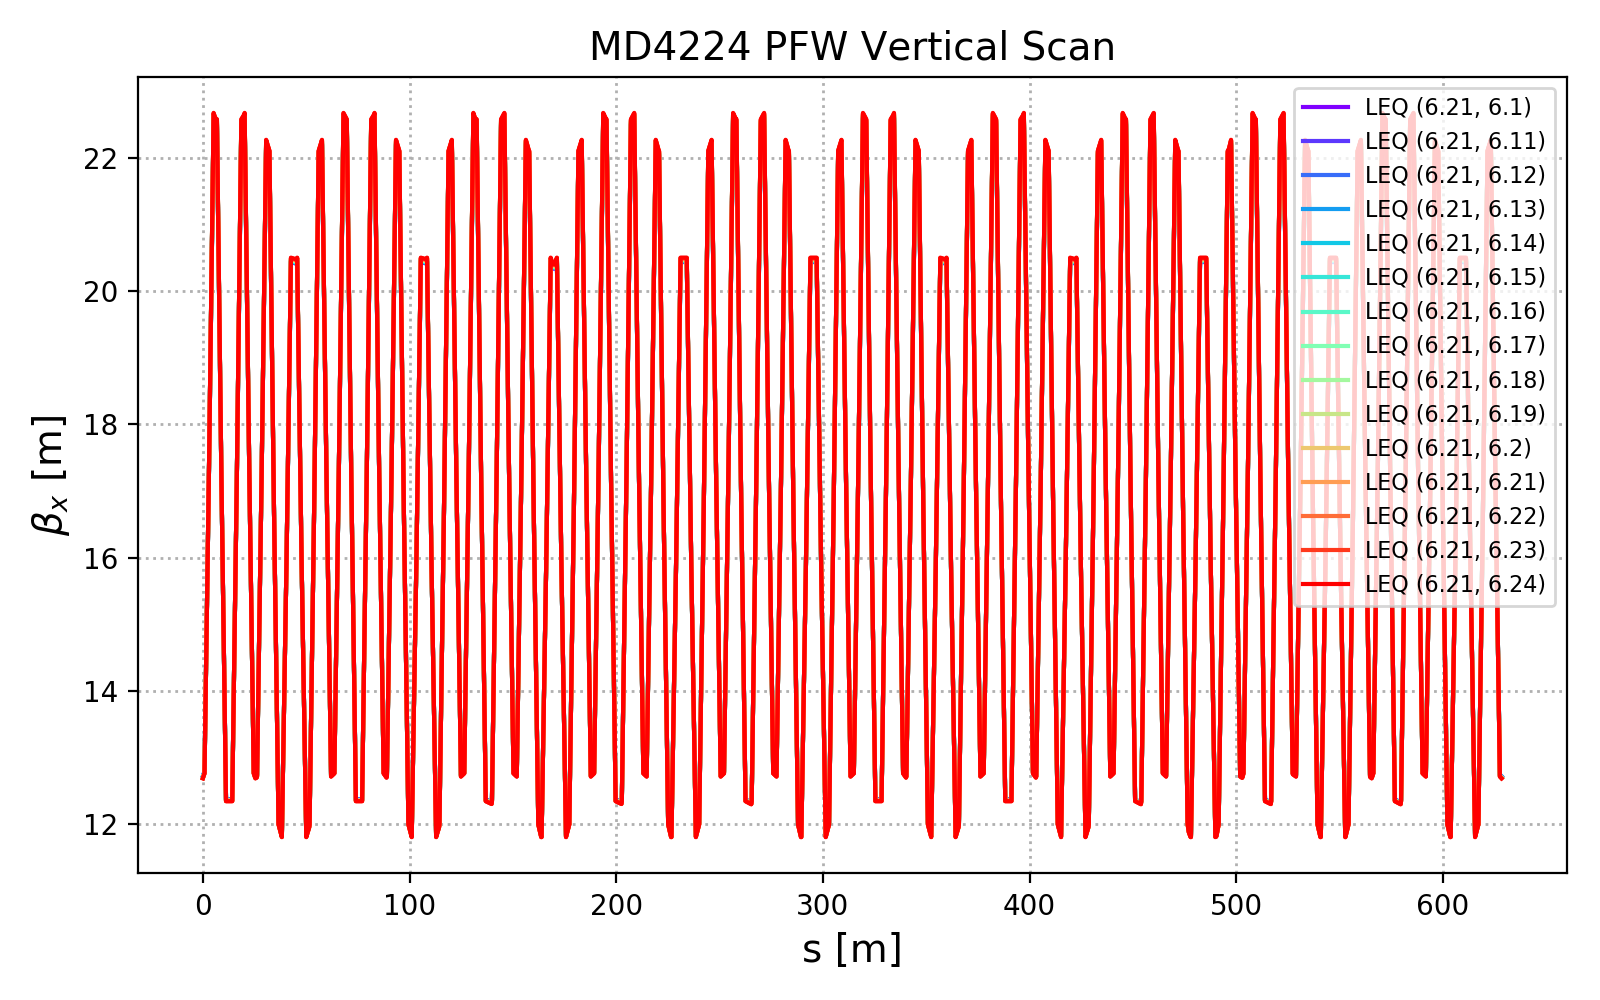 MD4224 PFW Vertical Scan
βx [m]
22
20
18
16
14
12
0 100 200 300 400 500 600
s [m]
LEQ (6.21, 6.1)
LEQ (6.21, 6.11)
LEQ (6.21, 6.12)
LEQ (6.21, 6.13)
LEQ (6.21, 6.14)
LEQ (6.21, 6.15)
LEQ (6.21, 6.16)
LEQ (6.21, 6.17)
LEQ (6.21, 6.18)
LEQ (6.21, 6.19)
LEQ (6.21, 6.2)
LEQ (6.21, 6.21)
LEQ (6.21, 6.22)
LEQ (6.21, 6.23)
LEQ (6.21, 6.24)